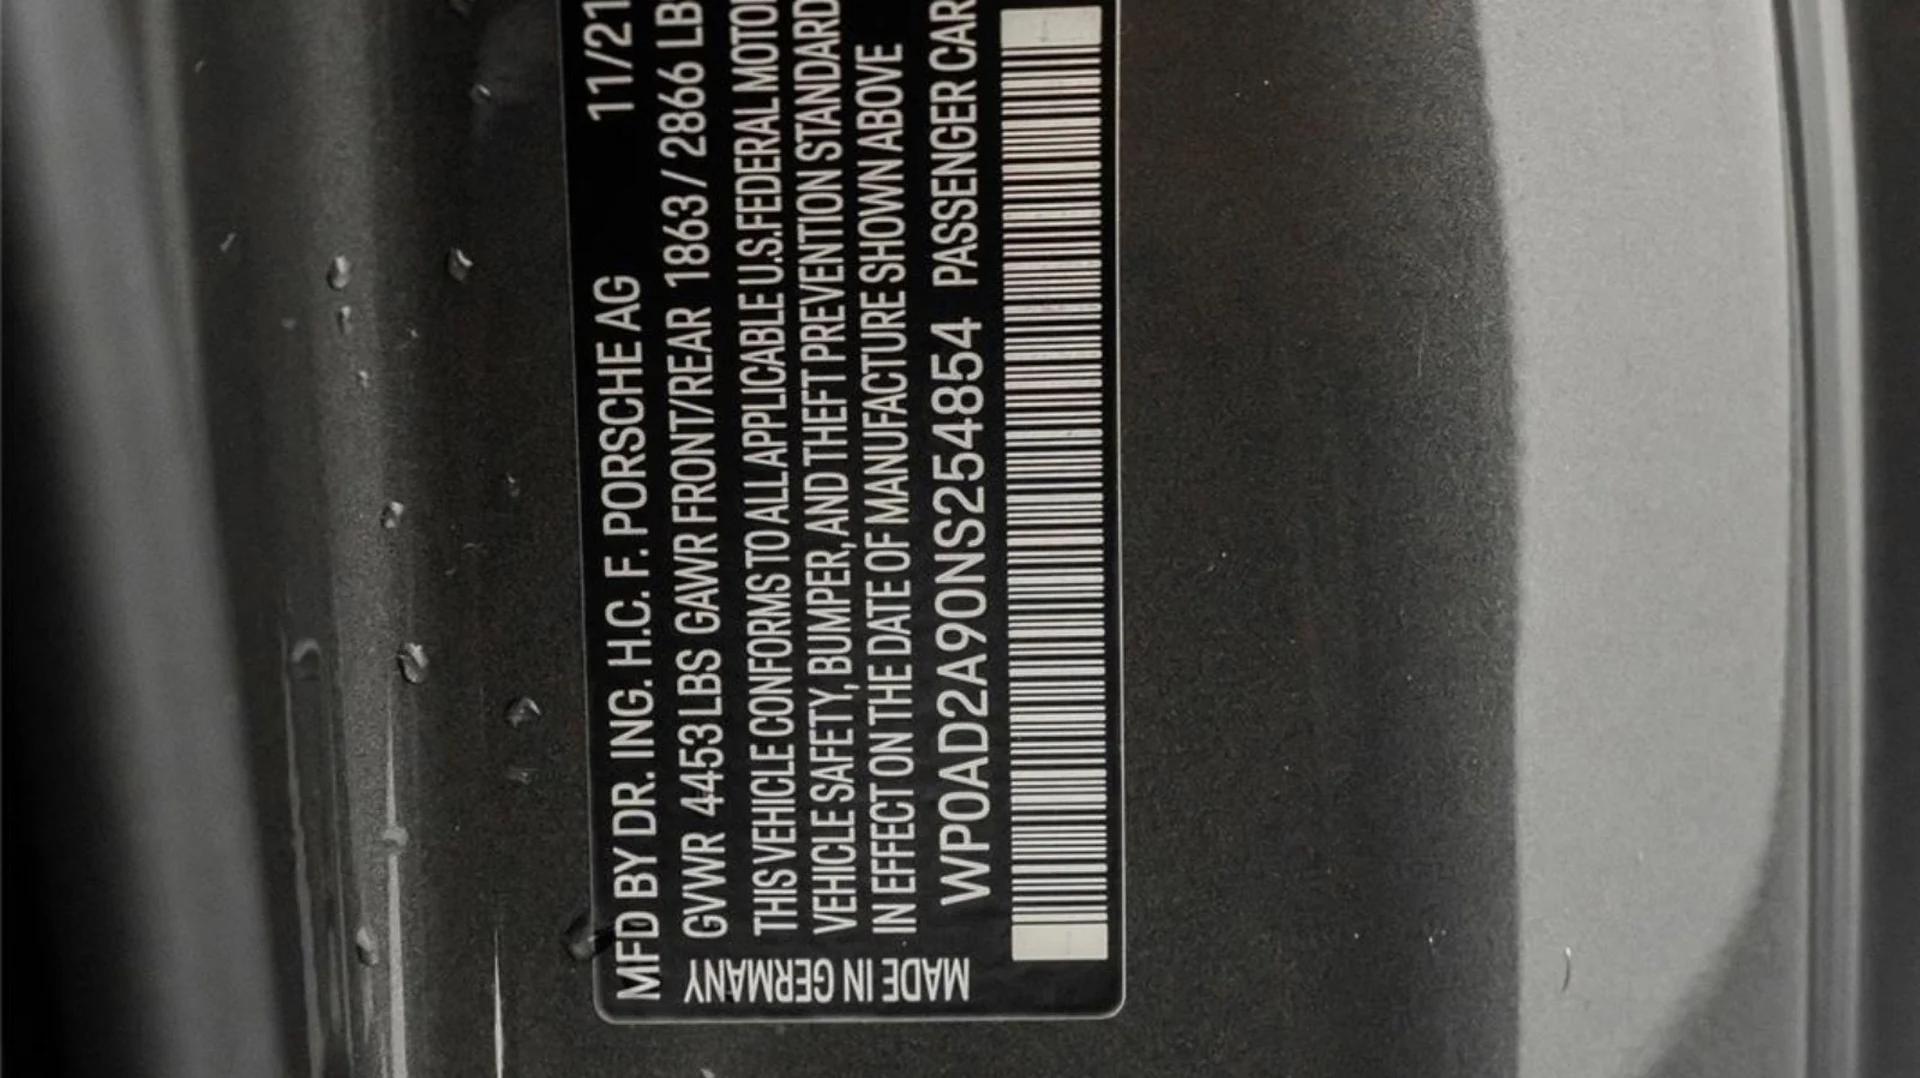 MFD BY DR. ING. H.C. F. PORSCHE AG 11/21
GVWR 4453 LBS GAWR FRONT/REAR 1863 / 2866 LB
THIS VEHICLE CONFORMS TO ALL APPLICABLE U.S. FEDERAL MOTO
VEHICLE SAFETY, BUMPER, AND THEFT PREVENTION STANDARD
IN EFFECT ON THE DATE OF MANUFACTURE SHOWN ABOVE
WP0AD2A90NS254854 PASSENGER CAR
MADE IN GERMANY